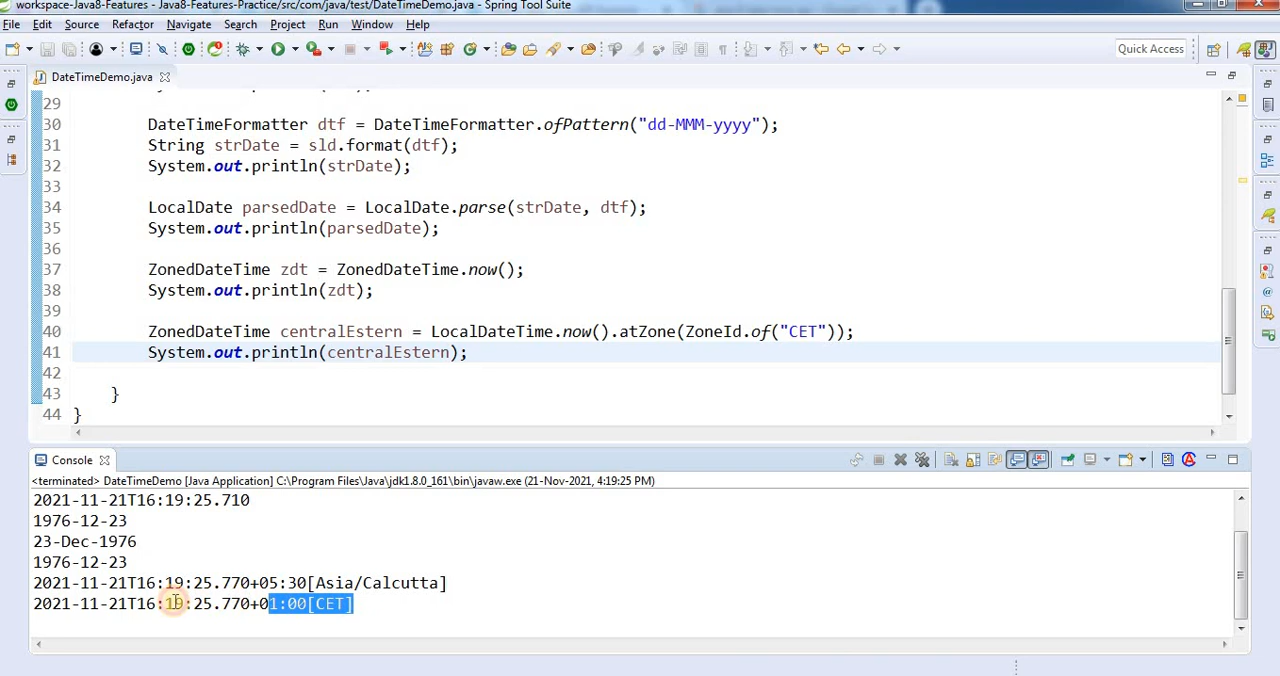 workspace-Java8-Features - Java8-Features-Practice/src/com/java/test/DateTimeDemo.java - Spring Tool Suite
File Edit Source Refactor Navigate Search Project Run Window Help
Quick Access
DateTimeDemo.java
29
30 DateTimeFormatter dtf = DateTimeFormatter.ofPattern("dd-MMM-yyyy");
31 String strDate = sld.format(dtf);
32 System.out.println(strDate);
33
34 LocalDate parsedDate = LocalDate.parse(strDate, dtf);
35 System.out.println(parsedDate);
36
37 ZonedDateTime zdt = ZonedDateTime.now();
38 System.out.println(zdt);
39
40 ZonedDateTime centralEstern = LocalDateTime.now().atZone(ZoneId.of("CET"));
41 System.out.println(centralEstern);
42
43 }
44 }
Console
<terminated> DateTimeDemo [Java Application] C:\Program Files\Java\jdk1.8.0_161\bin\javaw.exe (21-Nov-2021, 4:19:25 PM)
2021-11-21T16:19:25.710
1976-12-23
23-Dec-1976
1976-12-23
2021-11-21T16:19:25.770+05:30[Asia/Calcutta]
2021-11-21T16:19:25.770+01:00[CET]